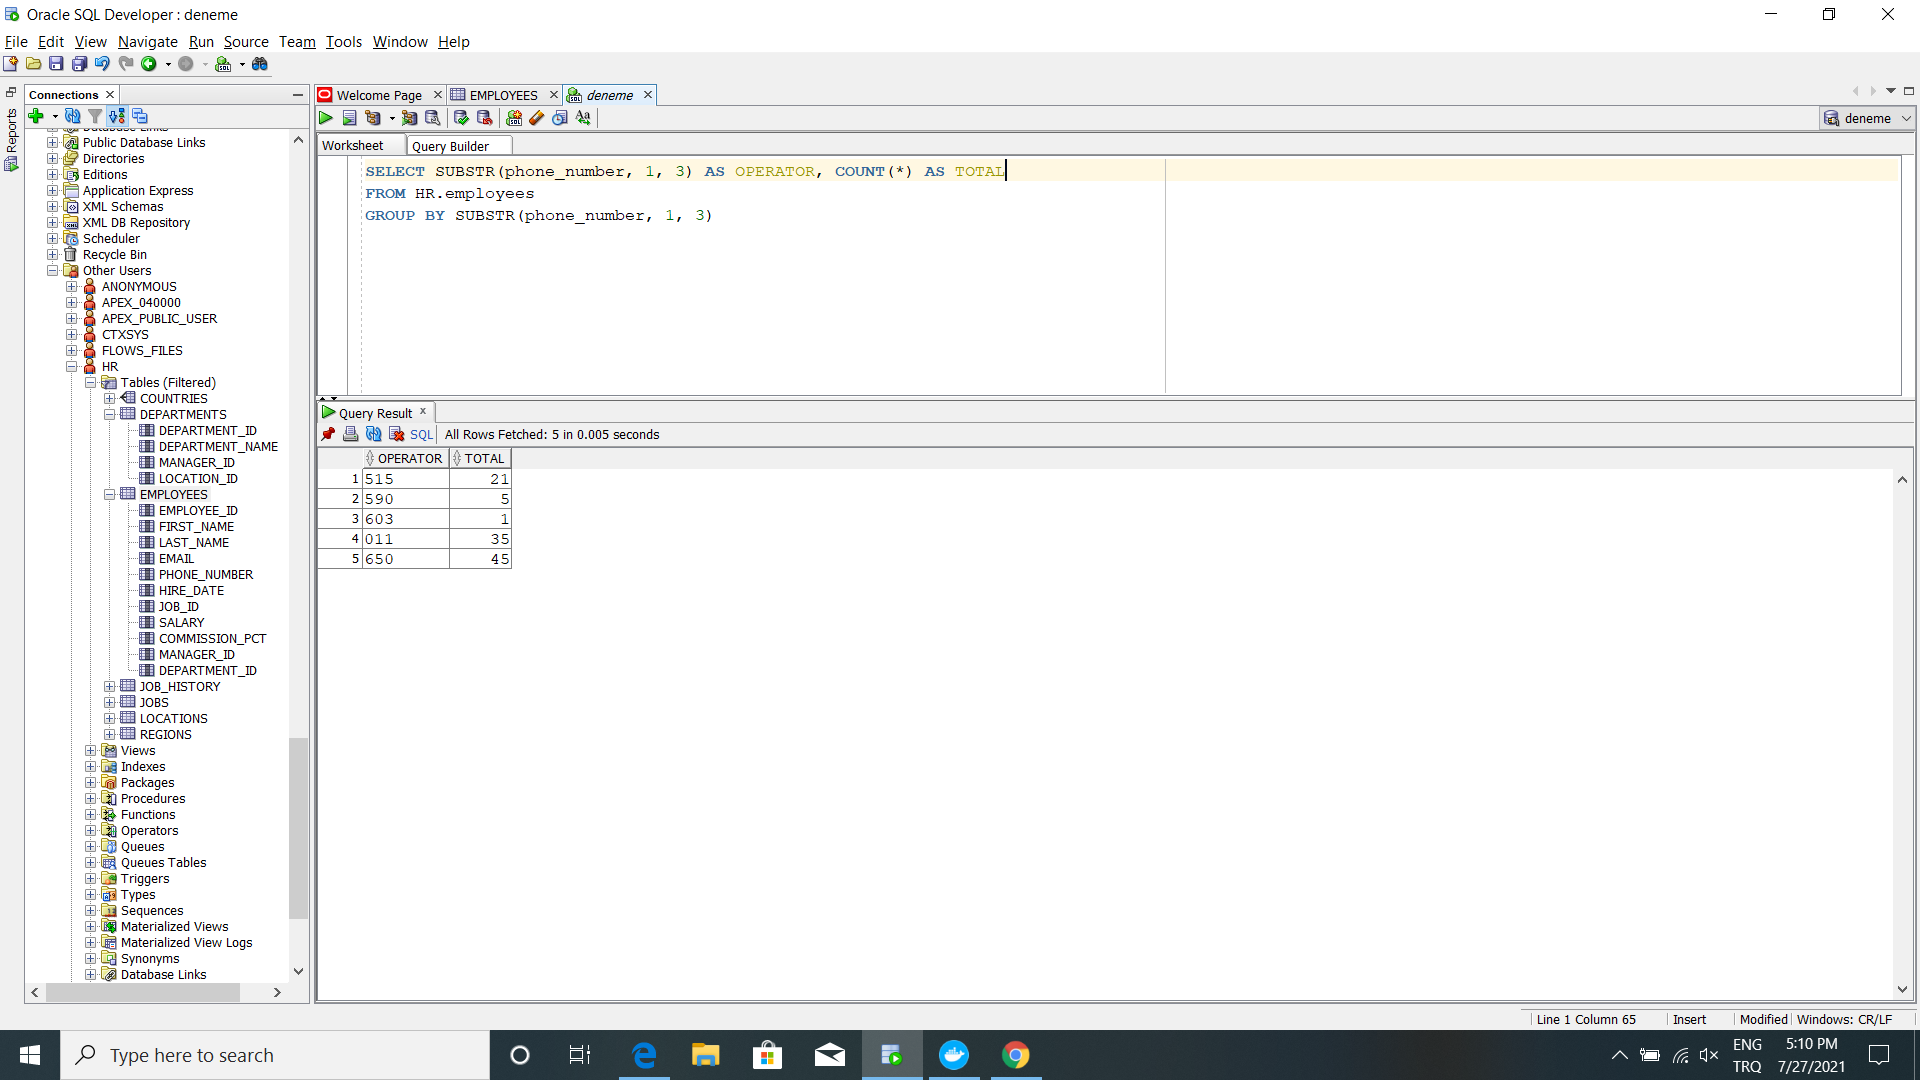 Oracle SQL Developer : deneme
File Edit View Navigate Run Source Team Tools Window Help
Reports
Connections
Database Links
Public Database Links
Directories
Editions
Application Express
XML Schemas
XML DB Repository
Scheduler
Recycle Bin
Other Users
ANONYMOUS
APEX_040000
APEX_PUBLIC_USER
CTXSYS
FLOWS_FILES
HR
Tables (Filtered)
COUNTRIES
DEPARTMENTS
DEPARTMENT_ID
DEPARTMENT_NAME
MANAGER_ID
LOCATION_ID
EMPLOYEES
EMPLOYEE_ID
FIRST_NAME
LAST_NAME
EMAIL
PHONE_NUMBER
HIRE_DATE
JOB_ID
SALARY
COMMISSION_PCT
MANAGER_ID
DEPARTMENT_ID
JOB_HISTORY
JOBS
LOCATIONS
REGIONS
Views
Indexes
Packages
Procedures
Functions
Operators
Queues
Queues Tables
Triggers
Types
Sequences
Materialized Views
Materialized View Logs
Synonyms
Database Links
Welcome Page EMPLOYEES deneme
deneme
Worksheet Query Builder
SELECT SUBSTR(phone_number, 1, 3) AS OPERATOR, COUNT(*) AS TOTAL
FROM HR.employees
GROUP BY SUBSTR(phone_number, 1, 3)
Query Result
SQL All Rows Fetched: 5 in 0.005 seconds
OPERATOR TOTAL
1 515 21
2 590 5
3 603 1
4 011 35
5 650 45
Line 1 Column 65 Insert Modified Windows: CR/LF
Type here to search
ENG
TRQ
5:10 PM
7/27/2021